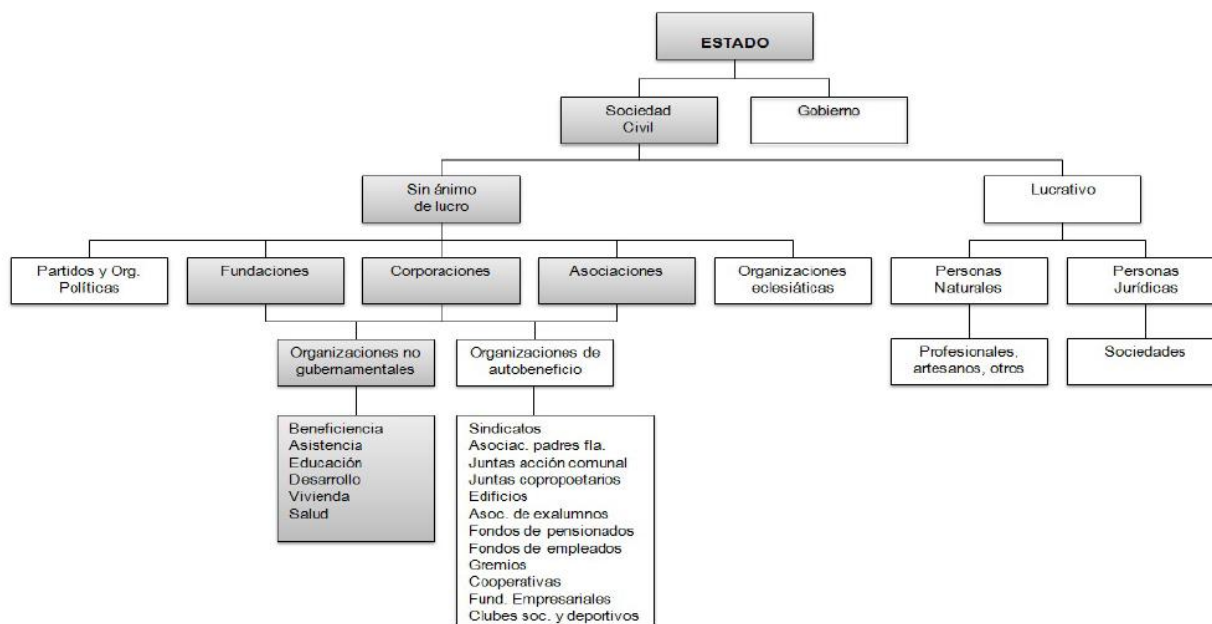 ESTADO
Sociedad
Civil
Gobierno
Sin ánimo
de lucro
Lucrativo
Partidos y Org.
Políticas
Fundaciones
Corporaciones
Asociaciones
Organizaciones
eclesiáticas
Personas
Naturales
Personas
Jurídicas
Organizaciones no
gubernamentales
Organizaciones de
autobeneficio
Profesionales,
artesanos, otros
Sociedades
Beneficiencia
Asistencia
Educación
Desarrollo
Vivienda
Salud
Sindicatos
Asociac. padres fla.
Juntas acción comunal
Juntas copropoetarios
Edificios
Asoc. de exalumnos
Fondos de pensionados
Fondos de empleados
Gremios
Cooperativas
Fund. Empresariales
Clubes soc. y deportivos